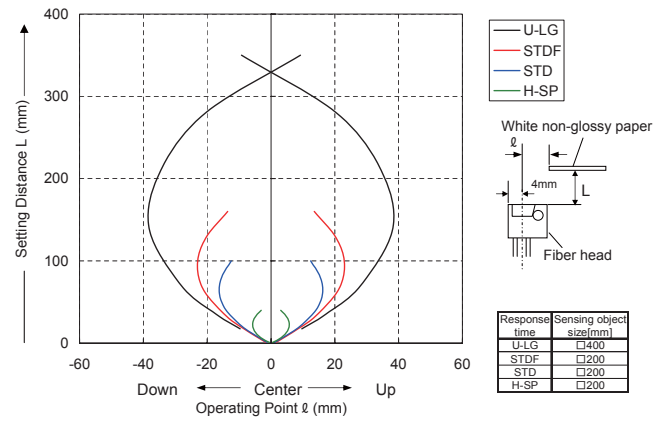 400
300
200
100
0
Setting Distance L (mm)
-60 -40 -20 0 20 40 60
Down Center Up
Operating Point ℓ (mm)
U-LG
STDF
STD
H-SP
White non-glossy paper
ℓ
4mm
L
Fiber head
Response time Sensing object size[mm]
U-LG □400
STDF □200
STD □200
H-SP □200